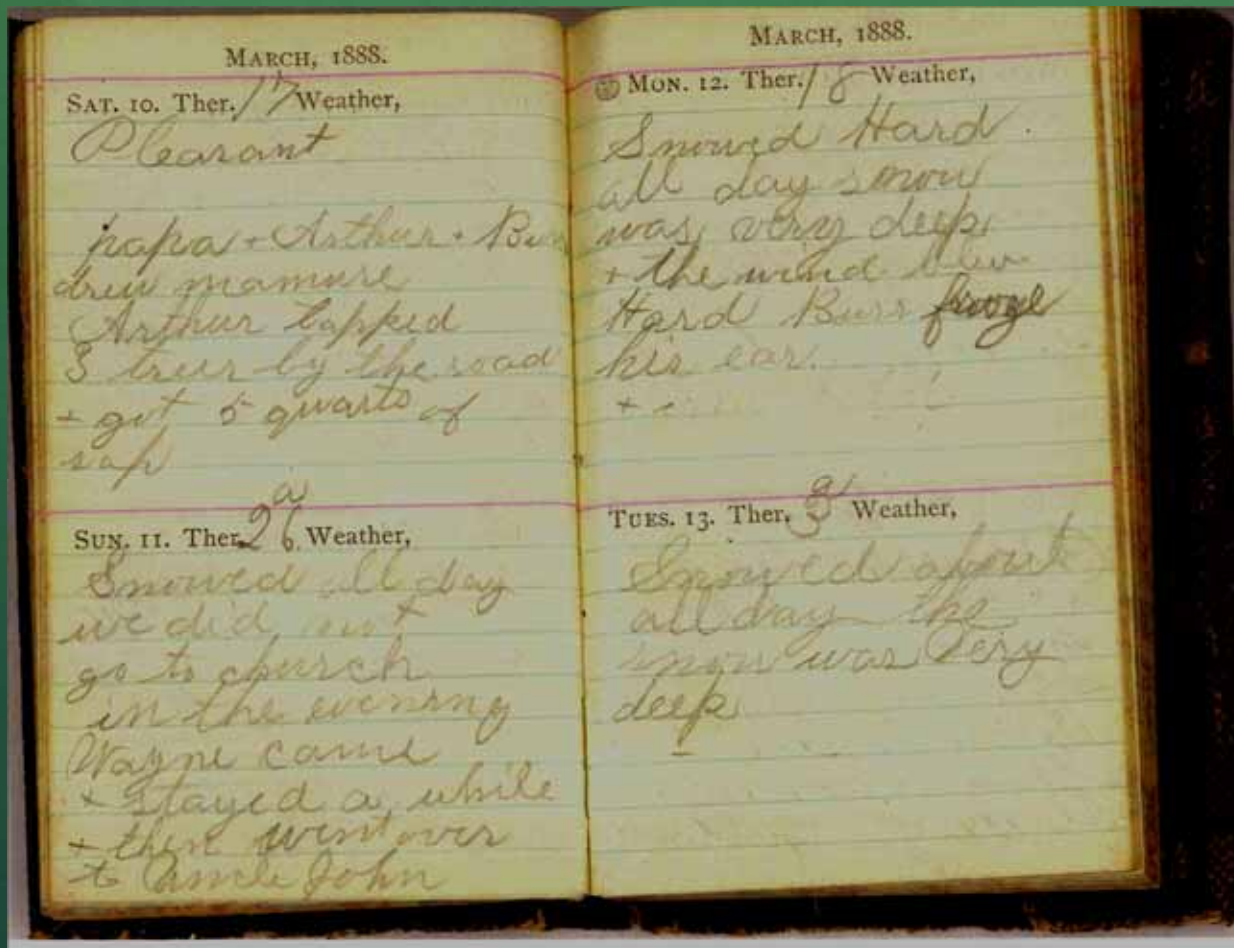 MARCH, 1888.
SAT. 10. Ther. 17 Weather,
Pleasant
papa + Arthur + Burr
drew manure
Arthur tapped
3 trees by the road
+ got 5 quarts of
sap
SUN. 11. Ther. 26 Weather,
Snowed all day
we did not
go to church
in the evening
Wayne came
+ stayed a while
+ then went over
to Uncle John
MARCH, 1888.
MON. 12. Ther. 18 Weather,
Snowed Hard
all day snow
was very deep
+ the wind blew
Hard Burr froze
his ear.
+
TUES. 13. Ther. Weather,
Snowed about
all day the
snow was very
deep